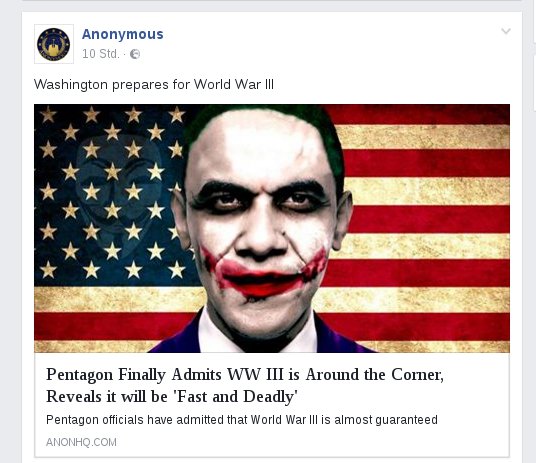 Anonymous
10 Std. ·
Washington prepares for World War III
Pentagon Finally Admits WW III is Around the Corner,
Reveals it will be 'Fast and Deadly'
Pentagon officials have admitted that World War III is almost guaranteed
ANONHQ.COM